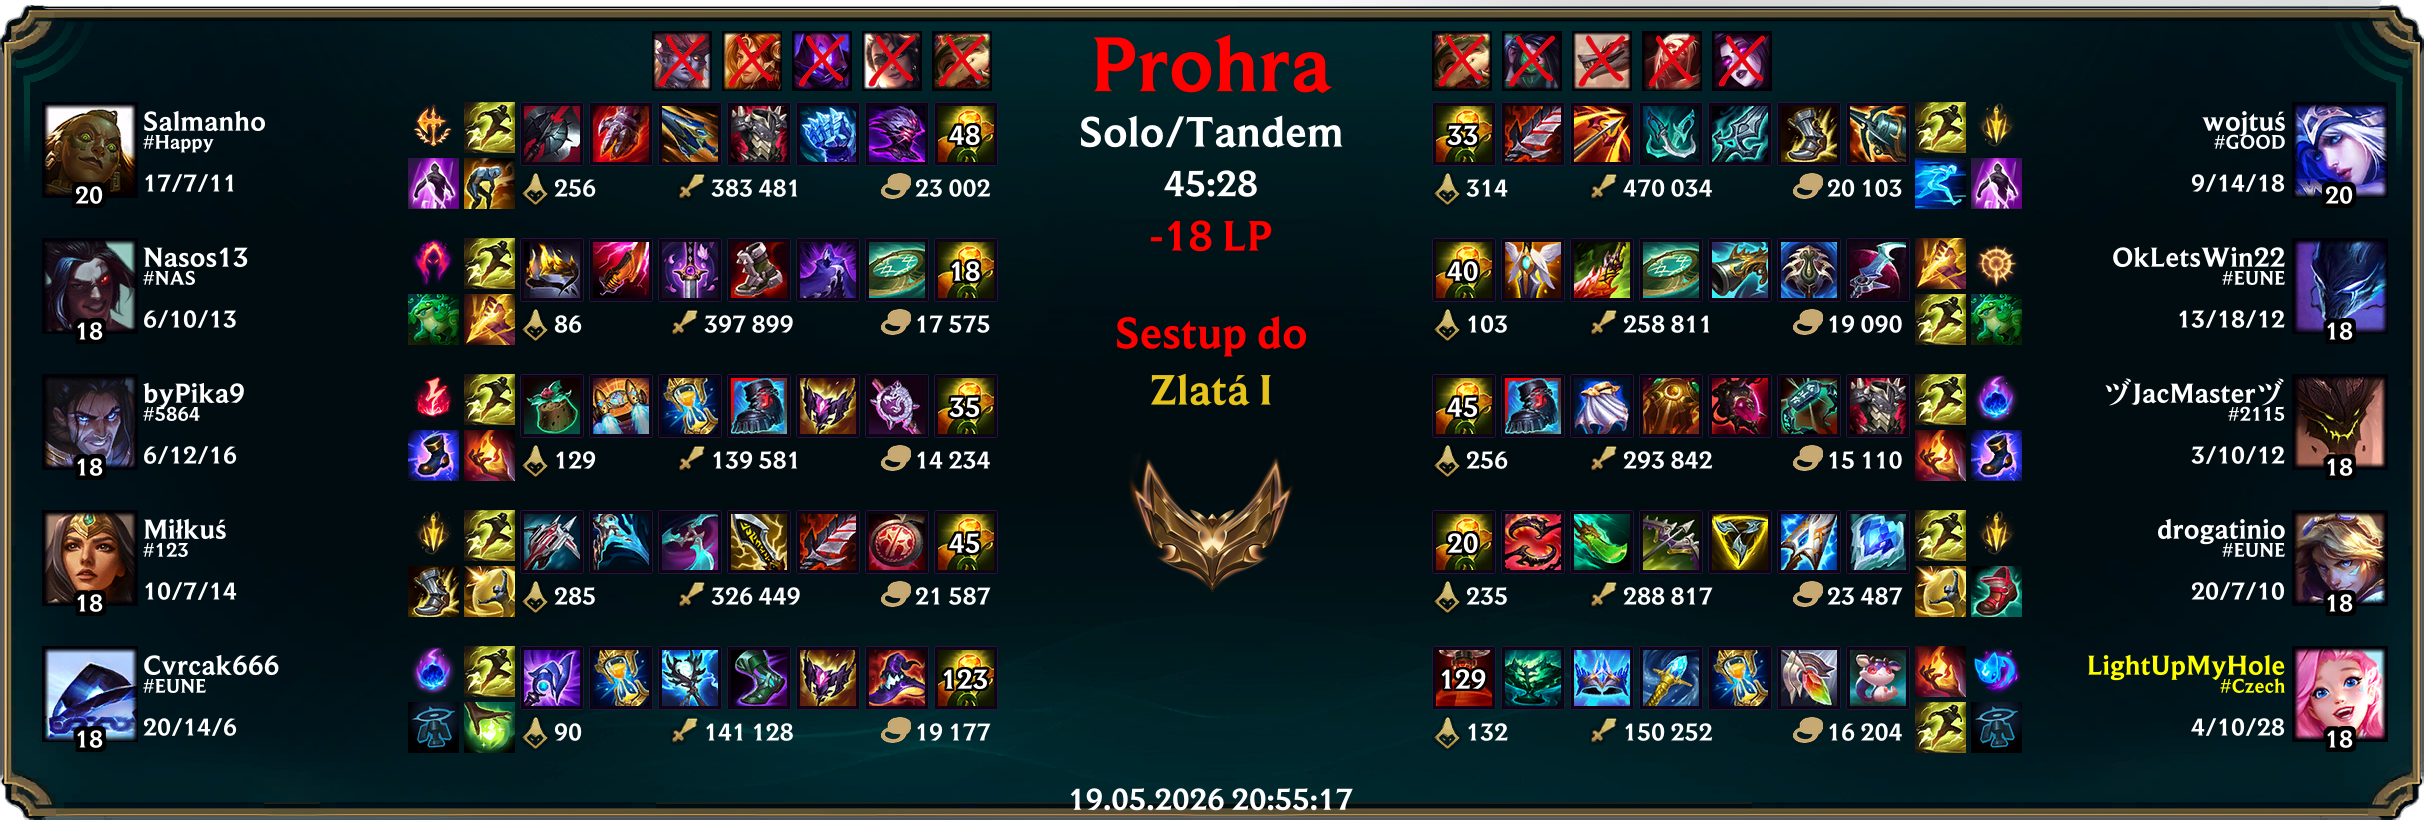 Prohra
Solo/Tandem
45:28
-18 LP
Sestup do
Zlatá I
Salmanho
#Happy
17/7/11
20
48
256
383 481
23 002
Nasos13
#NAS
6/10/13
18
18
86
397 899
17 575
byPika9
#5864
6/12/16
18
35
129
139 581
14 234
Miłkuś
#123
10/7/14
18
45
285
326 449
21 587
Cvrcak666
#EUNE
20/14/6
18
123
90
141 128
19 177
33
wojtuś
#GOOD
9/14/18
20
314
470 034
20 103
40
OkLetsWin22
#EUNE
13/18/12
18
103
258 811
19 090
45
ヅJacMasterヅ
#2115
3/10/12
18
256
293 842
15 110
20
drogatinio
#EUNE
20/7/10
18
235
288 817
23 487
129
LightUpMyHole
#Czech
4/10/28
18
132
150 252
16 204
19.05.2026 20:55:17